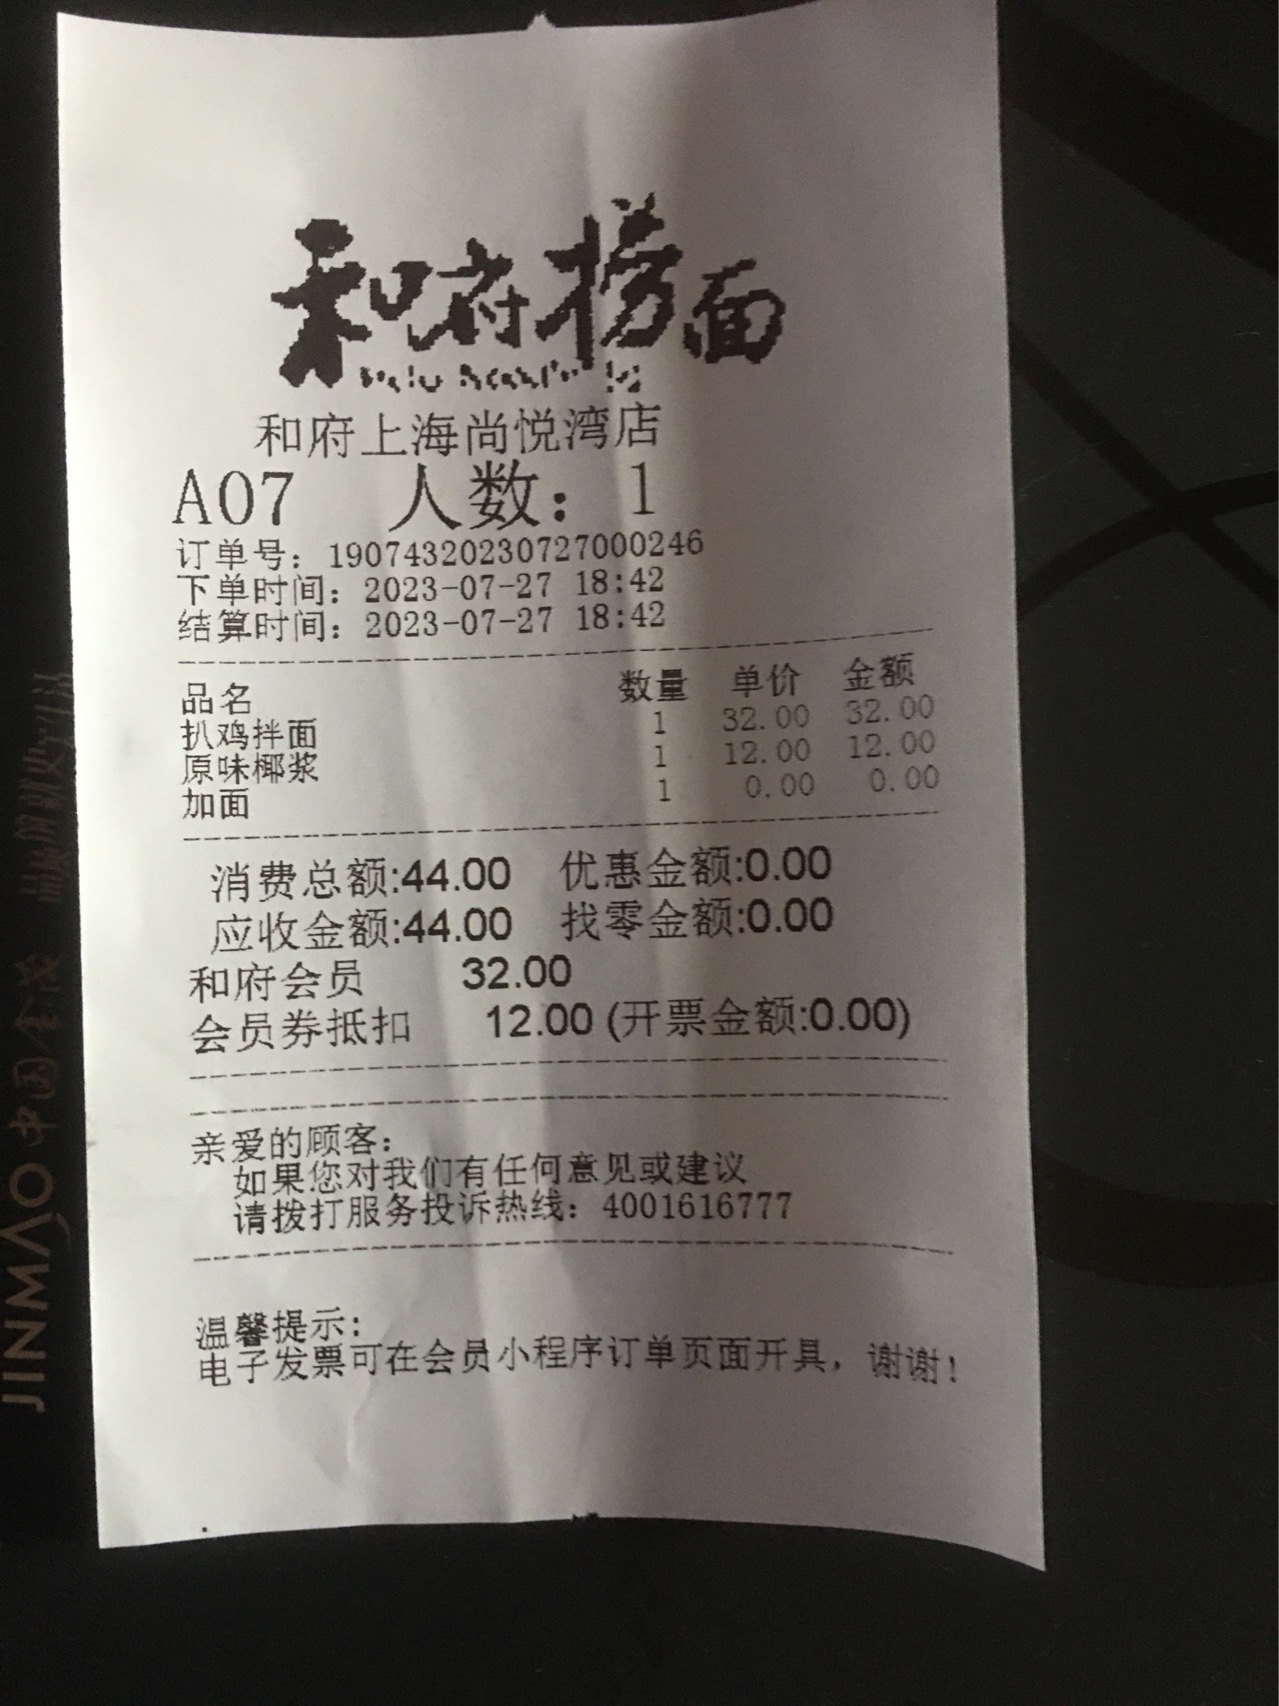 和府捞面
和府上海尚悦湾店
A07 人数: 1
订单号: 19074320230727000246
下单时间: 2023-07-27 18:42
结算时间: 2023-07-27 18:42
品名 数量 单价 金额
扒鸡拌面 1 32.00 32.00
原味椰浆 1 12.00 12.00
加面 1 0.00 0.00
消费总额:44.00 优惠金额:0.00
应收金额:44.00 找零金额:0.00
和府会员 32.00
会员券抵扣 12.00 (开票金额:0.00)
亲爱的顾客:
如果您对我们有任何意见或建议
请拨打服务投诉热线: 4001616777
温馨提示:
电子发票可在会员小程序订单页面开具, 谢谢!
JINMAO 中国金茂